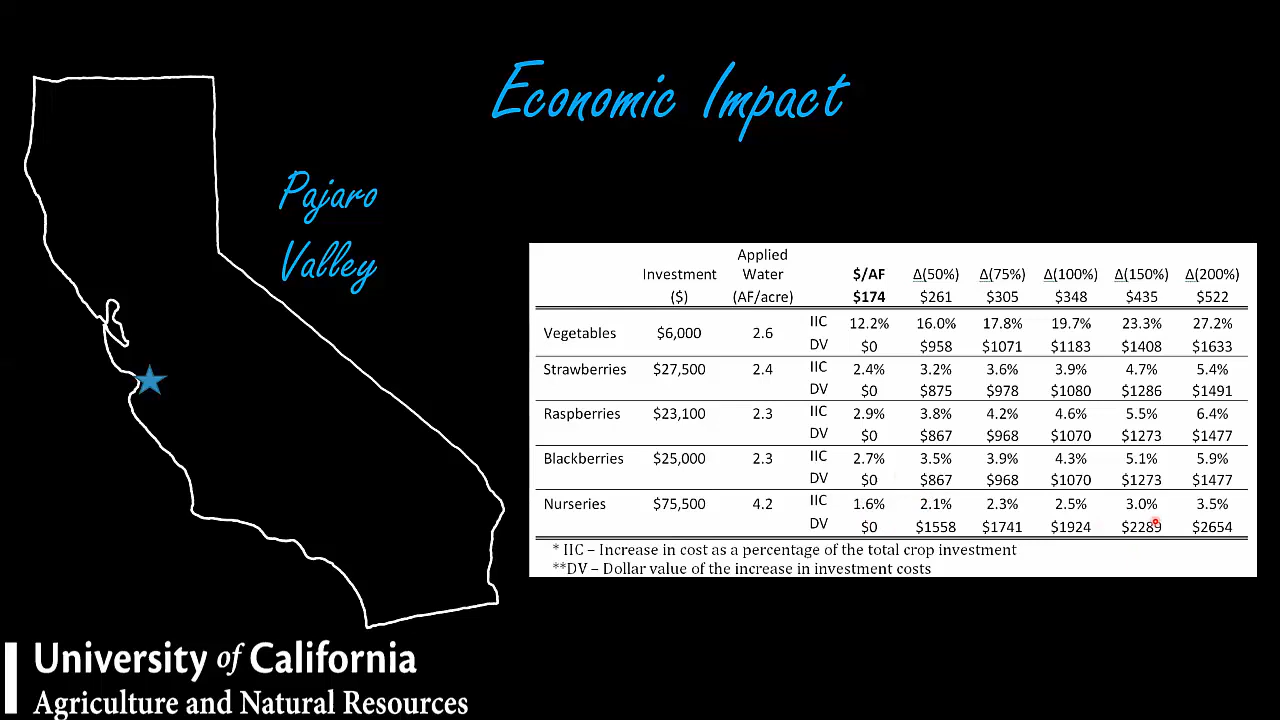 Economic Impact
Pajaro
Valley
Investment ($) Applied Water (AF/acre) $/AF $174 Δ(50%) $261 Δ(75%) $305 Δ(100%) $348 Δ(150%) $435 Δ(200%) $522
Vegetables $6,000 2.6 IIC 12.2% 16.0% 17.8% 19.7% 23.3% 27.2%
DV $0 $958 $1071 $1183 $1408 $1633
Strawberries $27,500 2.4 IIC 2.4% 3.2% 3.6% 3.9% 4.7% 5.4%
DV $0 $875 $978 $1080 $1286 $1491
Raspberries $23,100 2.3 IIC 2.9% 3.8% 4.2% 4.6% 5.5% 6.4%
DV $0 $867 $968 $1070 $1273 $1477
Blackberries $25,000 2.3 IIC 2.7% 3.5% 3.9% 4.3% 5.1% 5.9%
DV $0 $867 $968 $1070 $1273 $1477
Nurseries $75,500 4.2 IIC 1.6% 2.1% 2.3% 2.5% 3.0% 3.5%
DV $0 $1558 $1741 $1924 $2289 $2654
* IIC – Increase in cost as a percentage of the total crop investment
**DV – Dollar value of the increase in investment costs
University of California
Agriculture and Natural Resources